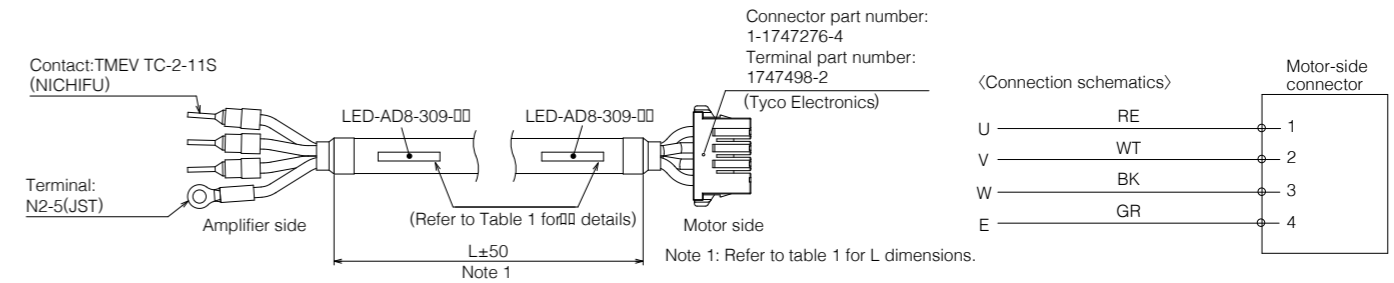 Connector part number:
1-1747276-4
Terminal part number:
1747498-2
(Tyco Electronics)
Contact:TMEV TC-2-11S
(NICHIFU)
LED-AD8-309-▯▯
LED-AD8-309-▯▯
Terminal:
N2-5(JST)
Amplifier side
(Refer to Table 1 for▯▯ details)
Motor side
L±50
Note 1
Note 1: Refer to table 1 for L dimensions.
〈Connection schematics〉
Motor-side
connector
U RE 1
V WT 2
W BK 3
E GR 4